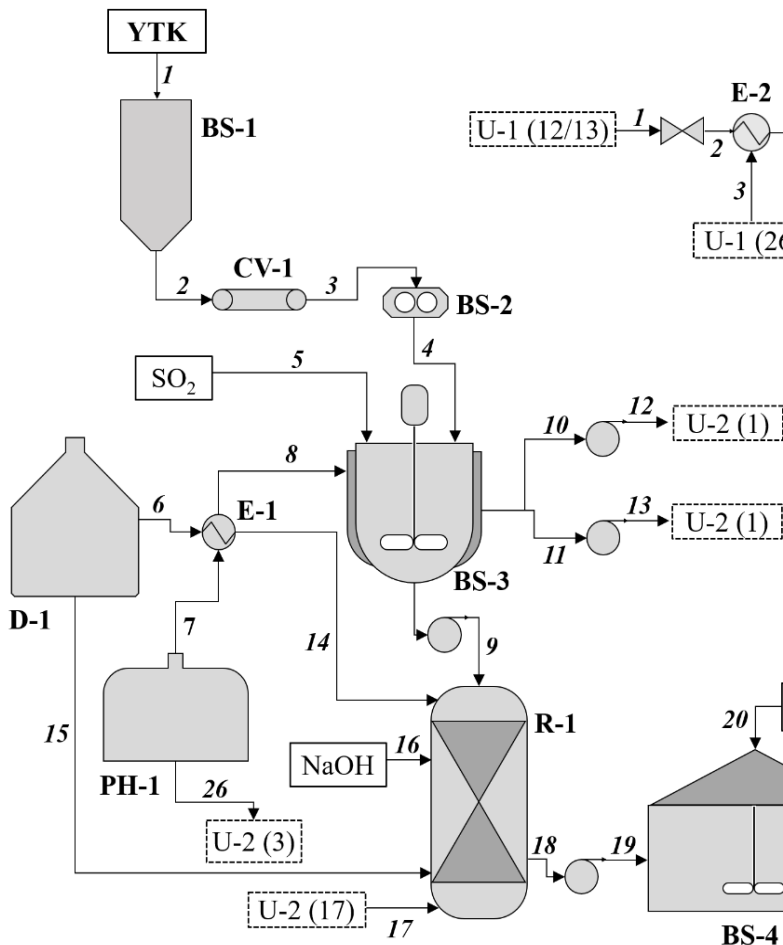 YTK
1
BS-1
E-2
U-1 (12/13)
1
2
3
U-1 (26
2
CV-1
3
BS-2
4
SO₂
5
8
6
E-1
D-1
7
14
15
PH-1
26
U-2 (3)
10
12
U-2 (1)
11
13
U-2 (1)
BS-3
9
R-1
NaOH
16
U-2 (17)
17
18
19
20
BS-4